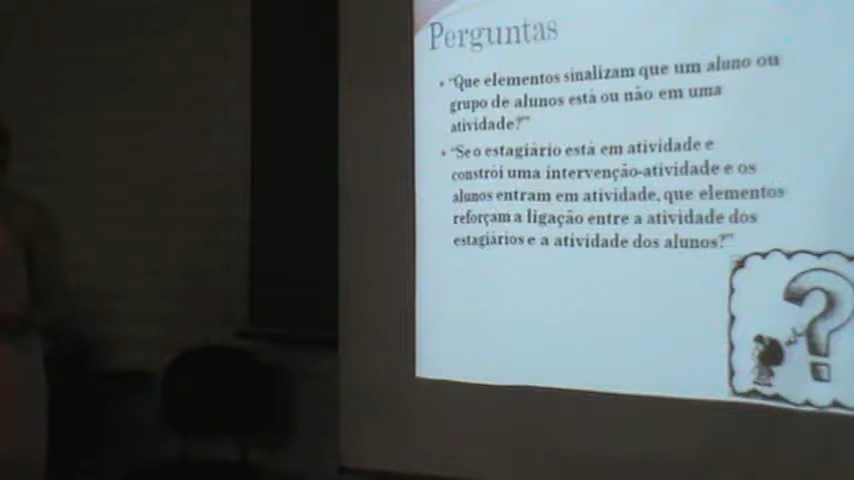 Perguntas
• "Que elementos sinalizam que um aluno ou
grupo de alunos está ou não em uma
atividade?"
• "Se o estagiário está em atividade e
constrói uma intervenção-atividade e os
alunos entram em atividade, que elementos
reforçam a ligação entre a atividade dos
estagiários e a atividade dos alunos?"
?